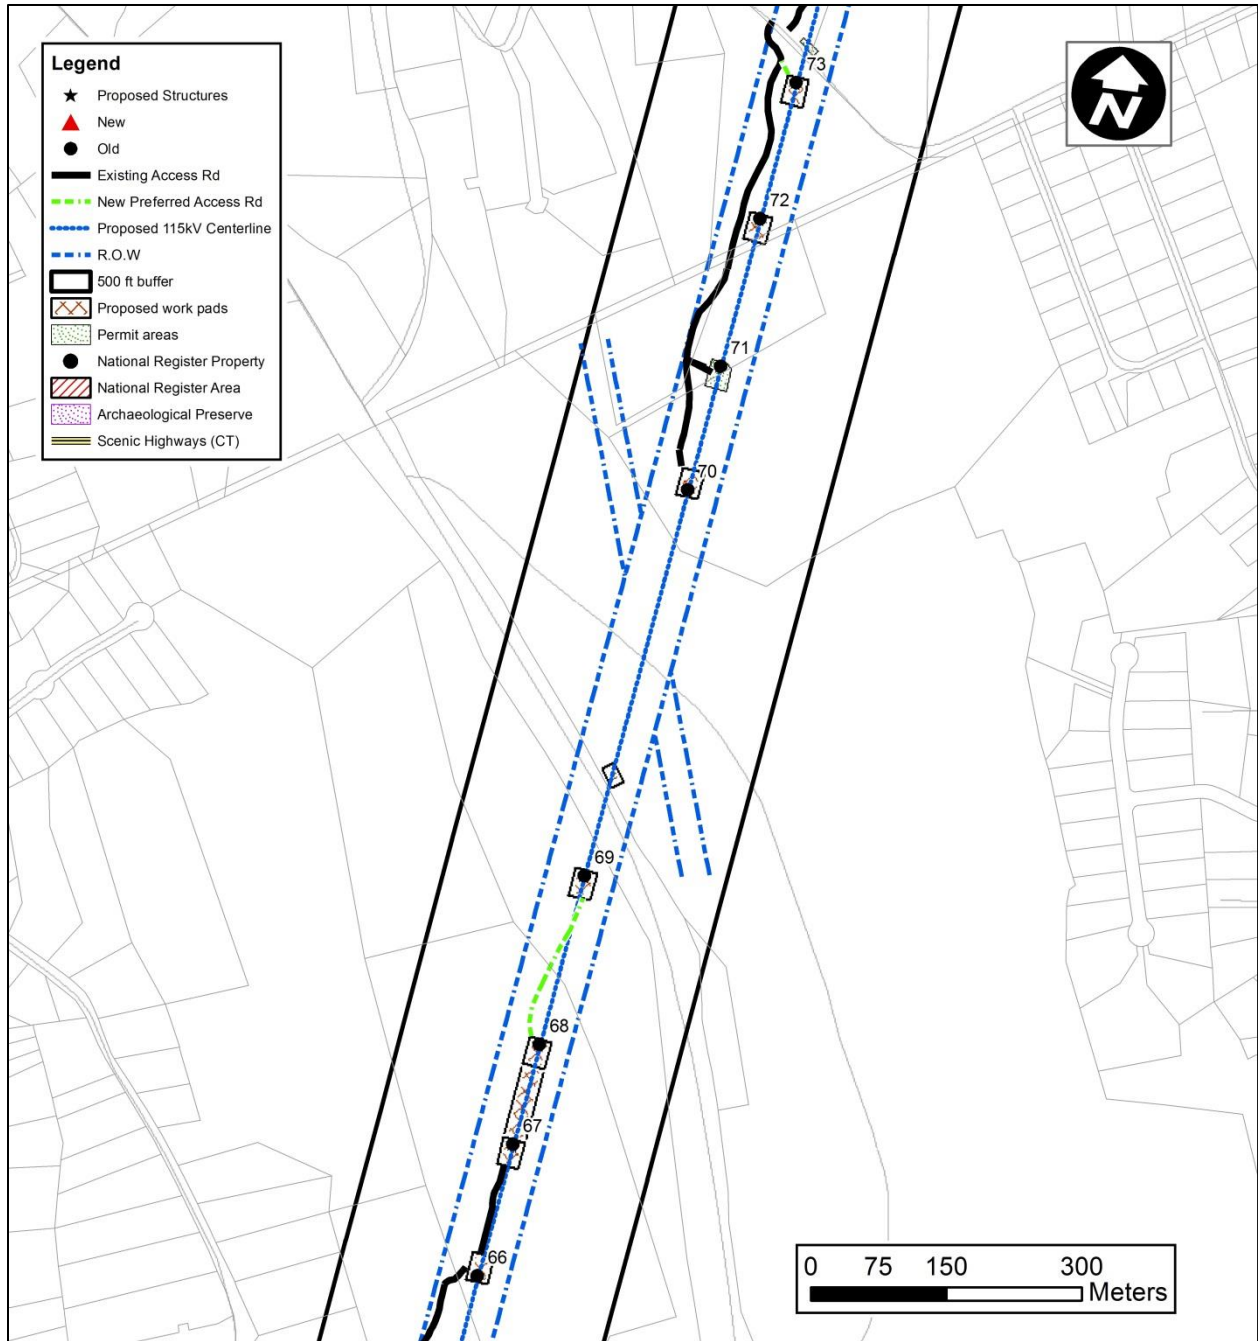 Legend
Proposed Structures
New
Old
Existing Access Rd
New Preferred Access Rd
Proposed 115kV Centerline
R.O.W
500 ft buffer
Proposed work pads
Permit areas
National Register Property
National Register Area
Archaeological Preserve
Scenic Highways (CT)
N
73
72
71
70
69
68
67
66
0 75 150 300
Meters